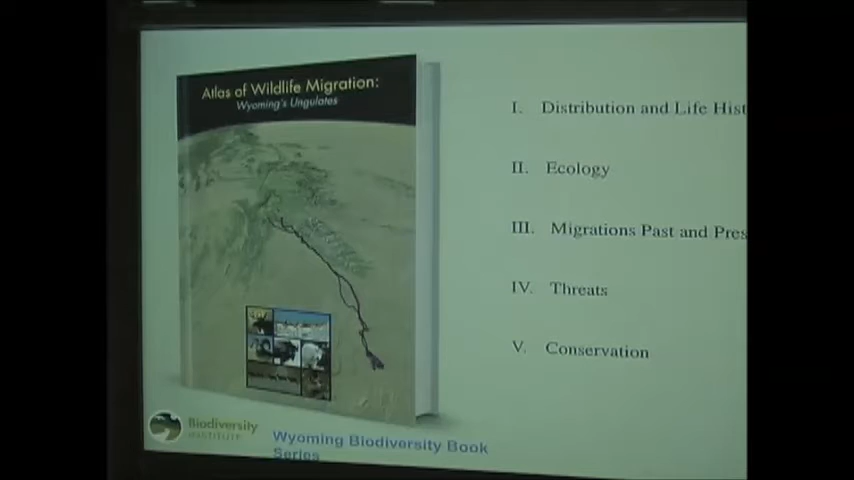 Atlas of Wildlife Migration:
Wyoming's Ungulates
I. Distribution and Life Hist
II. Ecology
III. Migrations Past and Pres
IV. Threats
V. Conservation
Biodiversity
INSTITUTE
Wyoming Biodiversity Book
Series